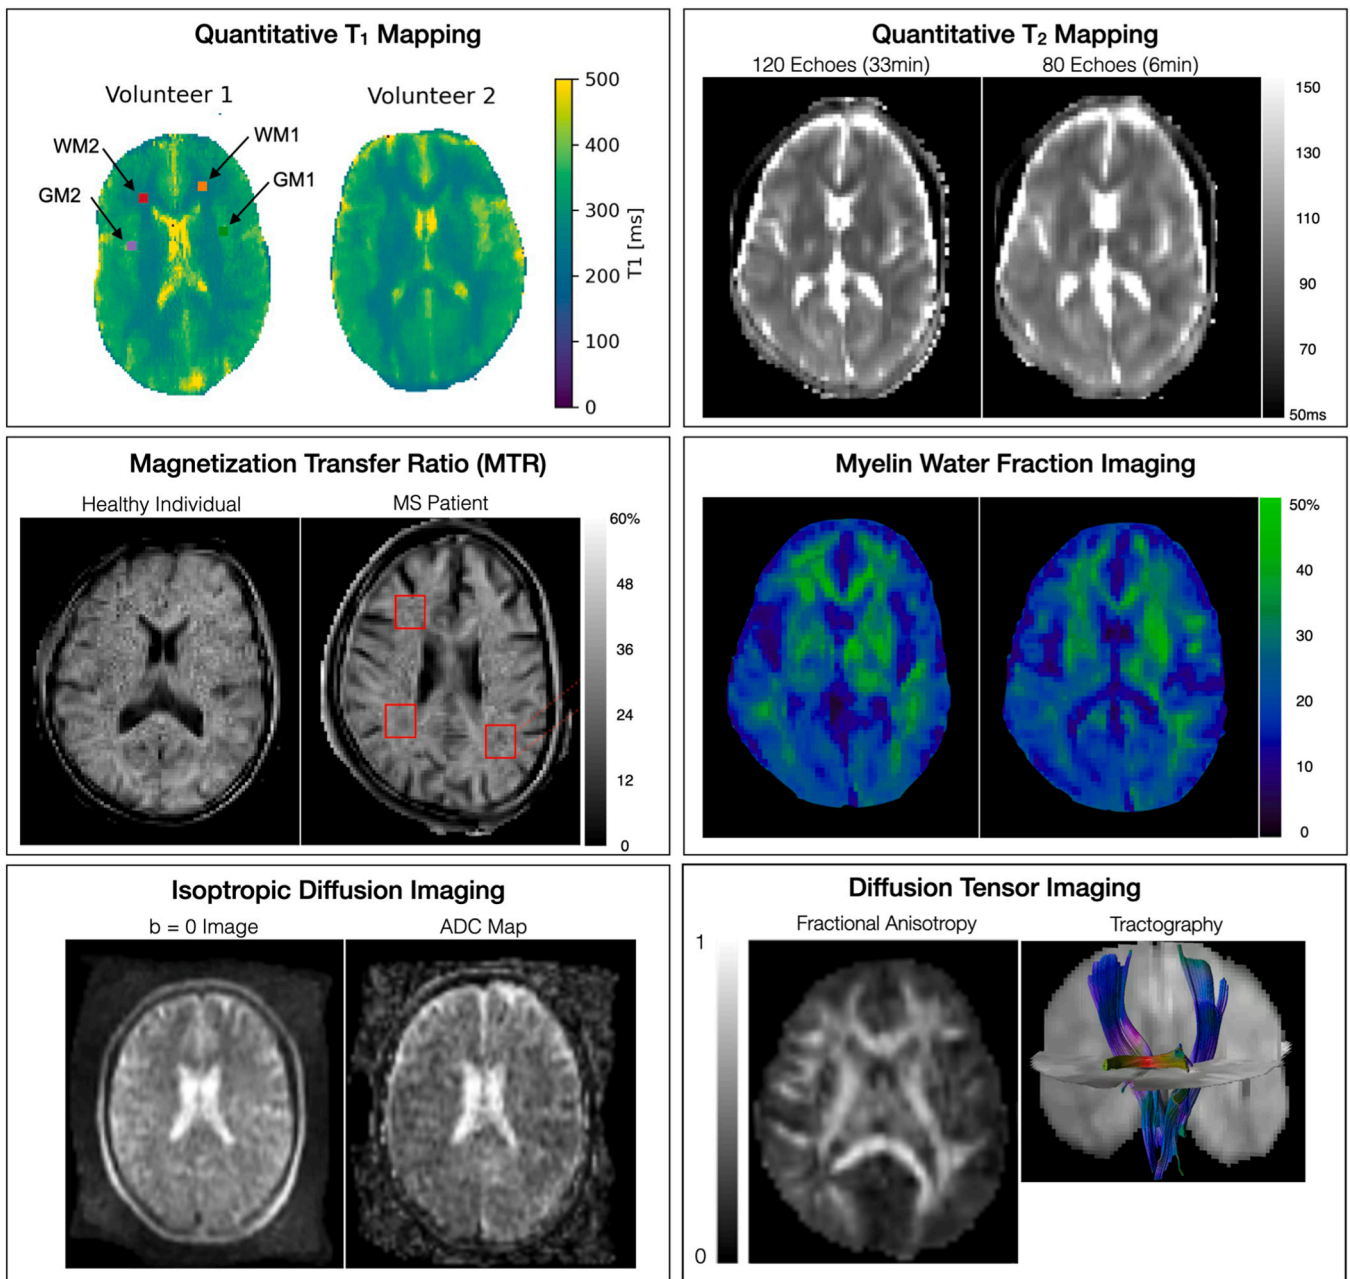 Quantitative T₁ Mapping
Volunteer 1
Volunteer 2
WM2
WM1
GM2
GM1
500
400
300
200
100
0
T1 [ms]
Quantitative T₂ Mapping
120 Echoes (33min)
80 Echoes (6min)
150
130
110
90
70
50ms
Magnetization Transfer Ratio (MTR)
Healthy Individual
MS Patient
60%
48
36
24
12
0
Myelin Water Fraction Imaging
50%
40
30
20
10
0
Isoptropic Diffusion Imaging
b = 0 Image
ADC Map
Diffusion Tensor Imaging
Fractional Anisotropy
Tractography
1
0